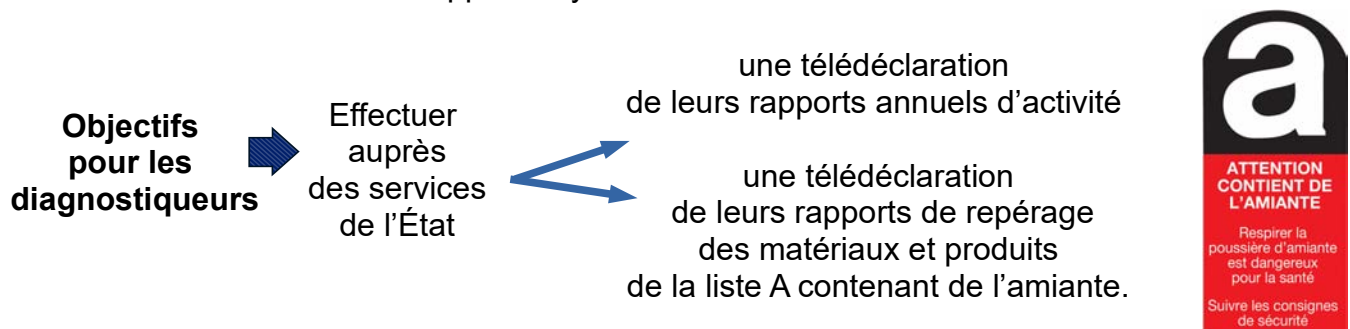 Objectifs
pour les
diagnostiqueurs
Effectuer
auprès
des services
de l’État
une télédéclaration
de leurs rapports annuels d’activité
une télédéclaration
de leurs rapports de repérage
des matériaux et produits
de la liste A contenant de l’amiante.
a
ATTENTION
CONTIENT DE
L'AMIANTE
Respirer la
poussière d'amiante
est dangereux
pour la santé
Suivre les consignes
de sécurité